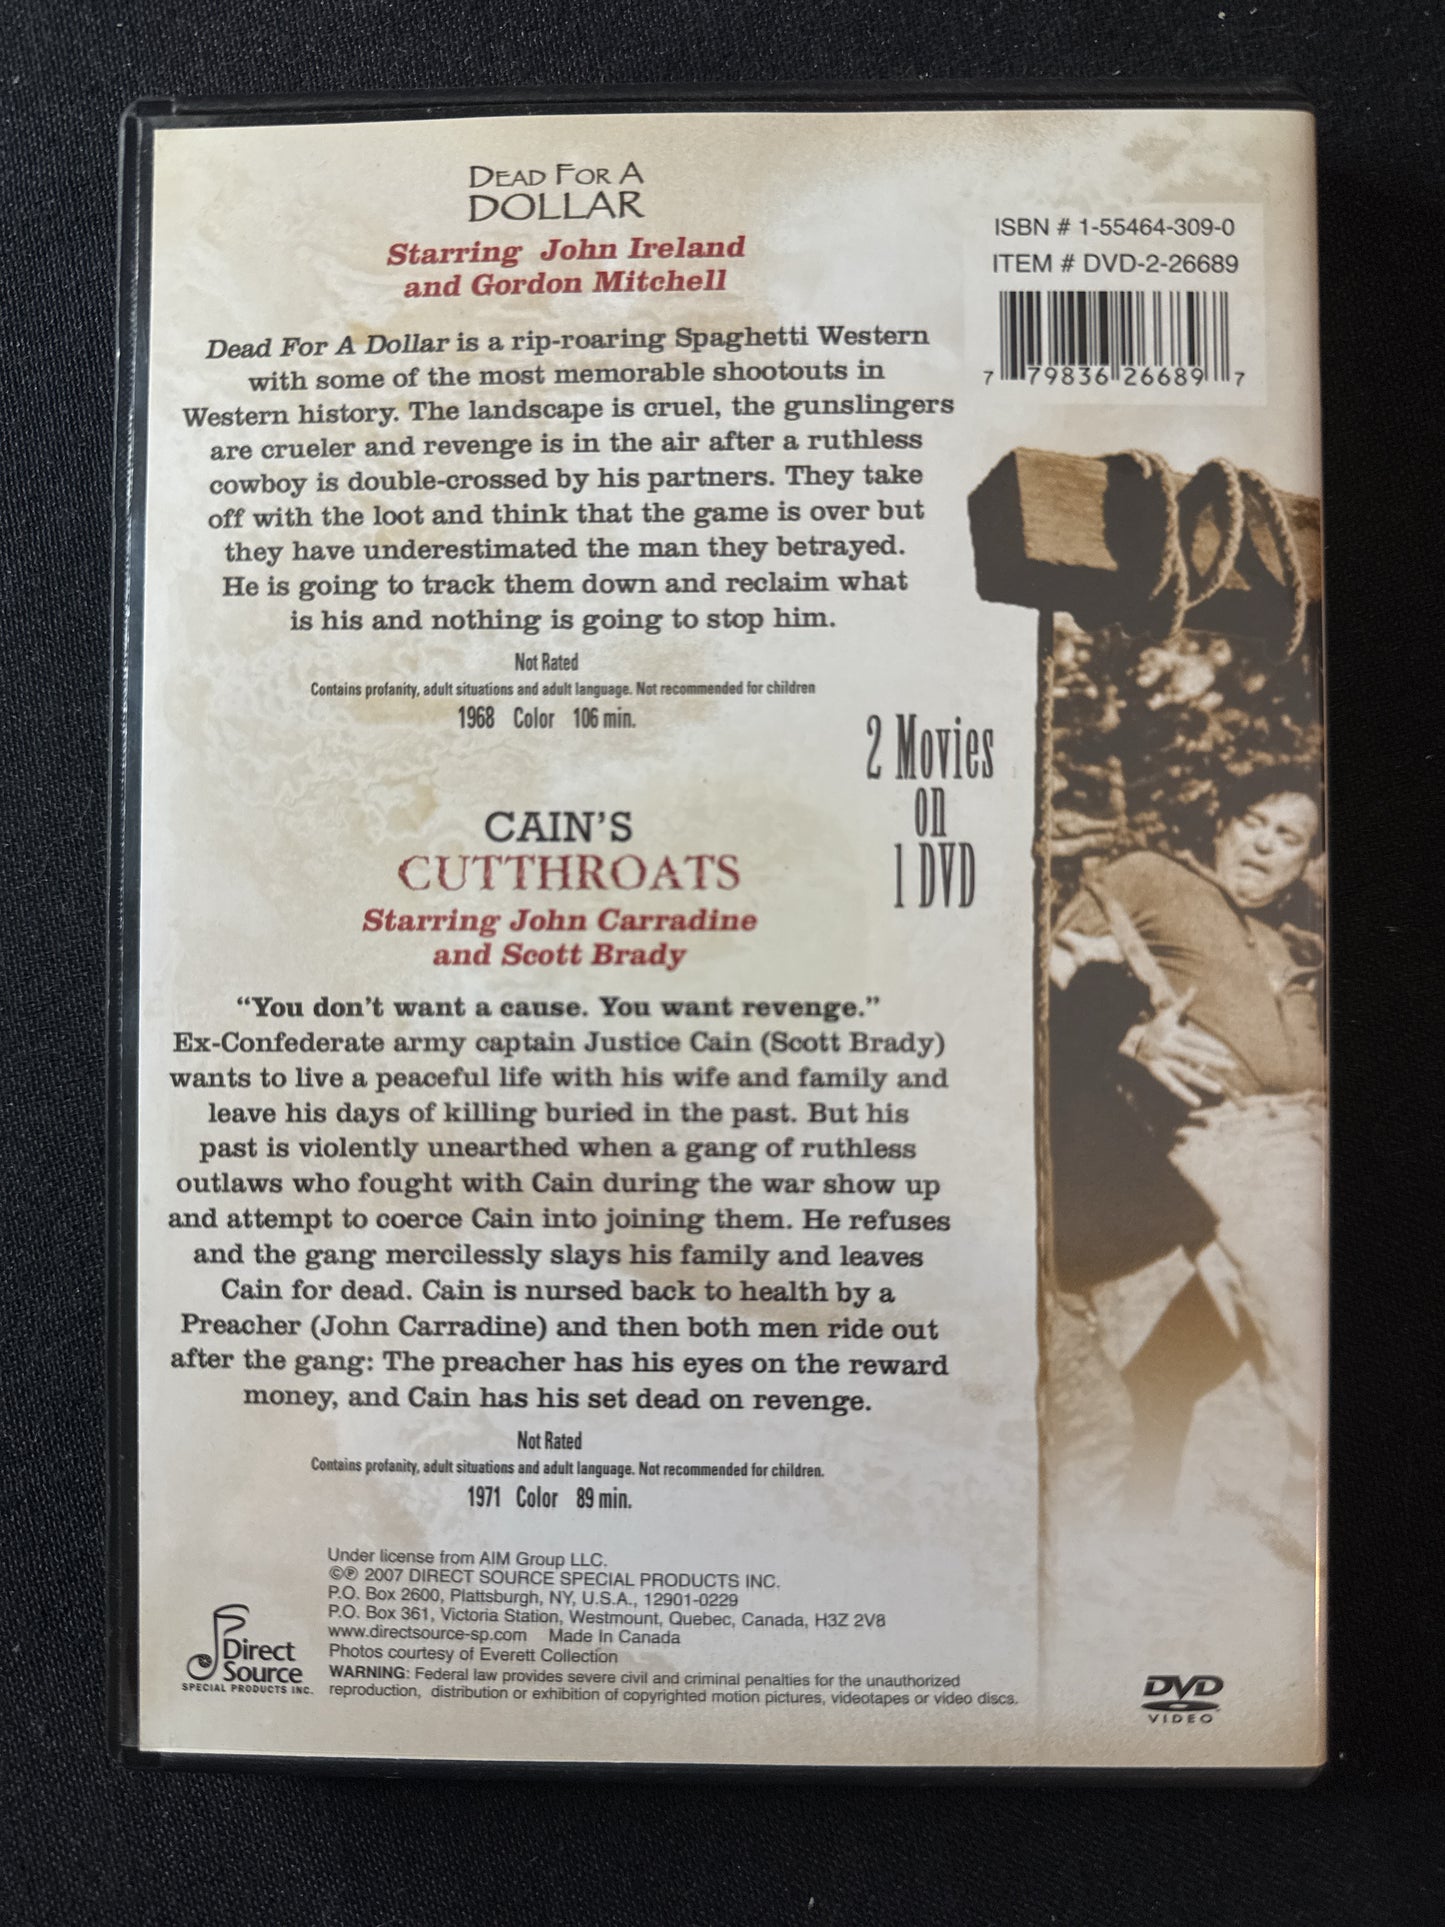 DEAD FOR A
DOLLAR
Starring John Ireland
and Gordon Mitchell
Dead For A Dollar is a rip-roaring Spaghetti Western
with some of the most memorable shootouts in
Western history. The landscape is cruel, the gunslingers
are crueler and revenge is in the air after a ruthless
cowboy is double-crossed by his partners. They take
off with the loot and think that the game is over but
they have underestimated the man they betrayed.
He is going to track them down and reclaim what
is his and nothing is going to stop him.
Not Rated
Contains profanity, adult situations and adult language. Not recommended for children
1968 Color 106 min.
ISBN # 1-55464-309-0
ITEM # DVD-2-26689
7 79836 26689 7
2 Movies
on
1 DVD
CAIN'S
CUTTHROATS
Starring John Carradine
and Scott Brady
“You don't want a cause. You want revenge.”
Ex-Confederate army captain Justice Cain (Scott Brady)
wants to live a peaceful life with his wife and family and
leave his days of killing buried in the past. But his
past is violently unearthed when a gang of ruthless
outlaws who fought with Cain during the war show up
and attempt to coerce Cain into joining them. He refuses
and the gang mercilessly slays his family and leaves
Cain for dead. Cain is nursed back to health by a
Preacher (John Carradine) and then both men ride out
after the gang: The preacher has his eyes on the reward
money, and Cain has his set dead on revenge.
Not Rated
Contains profanity, adult situations and adult language. Not recommended for children.
1971 Color 89 min.
Under license from AIM Group LLC.
©℗ 2007 DIRECT SOURCE SPECIAL PRODUCTS INC.
P.O. Box 2600, Plattsburgh, NY, U.S.A., 12901-0229
P.O. Box 361, Victoria Station, Westmount, Quebec, Canada, H3Z 2V8
www.directsource-sp.com Made In Canada
Photos courtesy of Everett Collection
WARNING: Federal law provides severe civil and criminal penalties for the unauthorized
reproduction, distribution or exhibition of copyrighted motion pictures, videotapes or video discs.
Direct
Source
SPECIAL PRODUCTS INC.
DVD
VIDEO